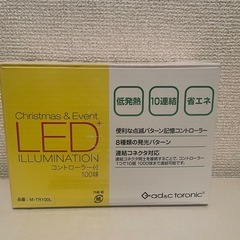 Christmas & Event
LED+
ILLUMINATION
コントローラー付
100球
品番：M-TR100L
低発熱
10連結
省エネ
便利な点滅パターン記憶コントローラー
8種類の発光パターン
連結コネクタ対応